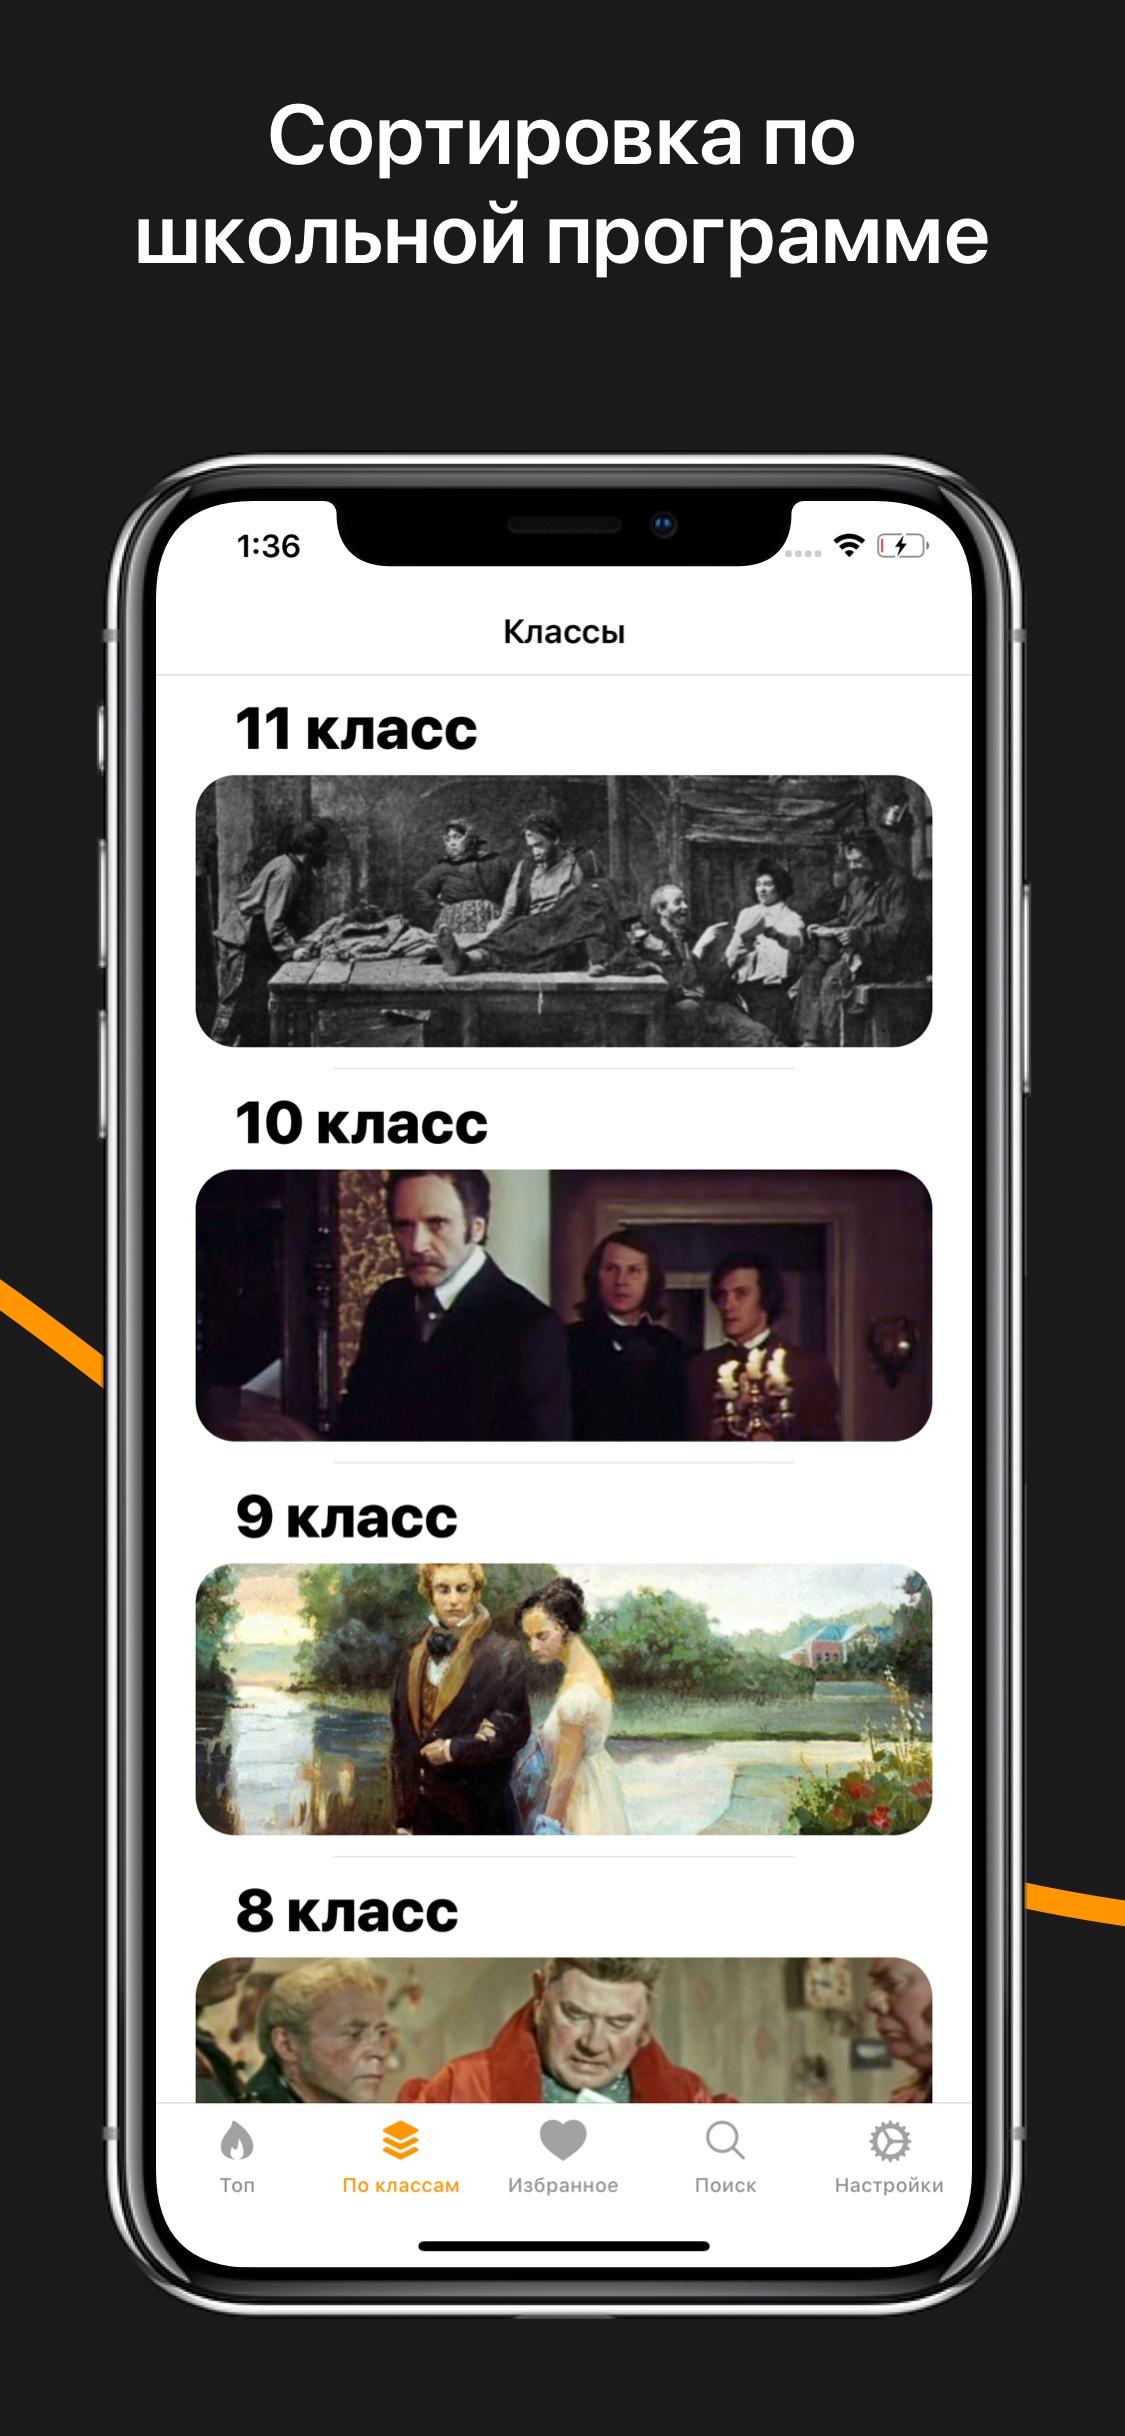 Сортировка по
школьной программе
1:36
Классы
11 класс
10 класс
9 класс
8 класс
Топ
По классам
Избранное
Поиск
Настройки